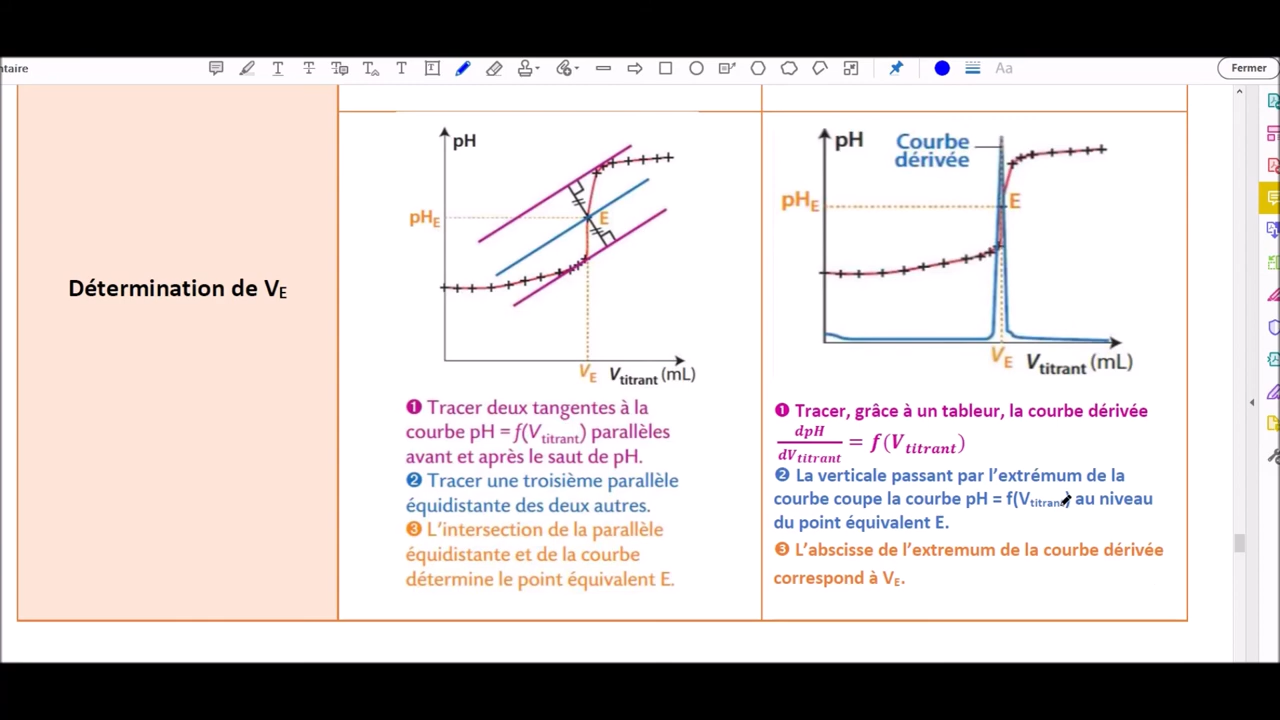 ntaire
Fermer
Détermination de VE
pH
pHE
E
VE
Vtitrant (mL)
❶ Tracer deux tangentes à la
courbe pH = f(Vtitrant) parallèles
avant et après le saut de pH.
❷ Tracer une troisième parallèle
équidistante des deux autres.
❸ L'intersection de la parallèle
équidistante et de la courbe
détermine le point équivalent E.
pH
Courbe
dérivée
pHE
E
VE
Vtitrant (mL)
❶ Tracer, grâce à un tableur, la courbe dérivée
dpH/dVtitrant = f(Vtitrant)
❷ La verticale passant par l'extrémum de la
courbe coupe la courbe pH = f(Vtitrant) au niveau
du point équivalent E.
❸ L'abscisse de l'extremum de la courbe dérivée
correspond à VE.